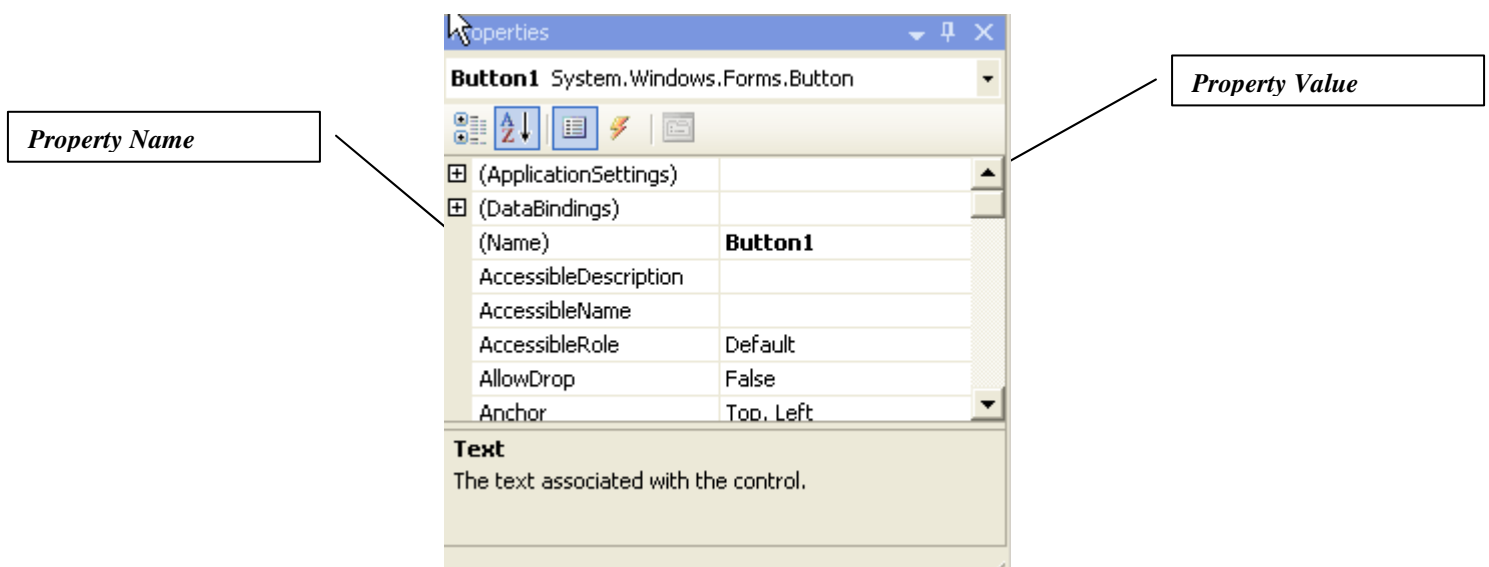 operties
Button1 System.Windows.Forms.Button
Property Value
Property Name
A
Z
(ApplicationSettings)
(DataBindings)
(Name) Button1
AccessibleDescription
AccessibleName
AccessibleRole Default
AllowDrop False
Anchor Top, Left
Text
The text associated with the control.